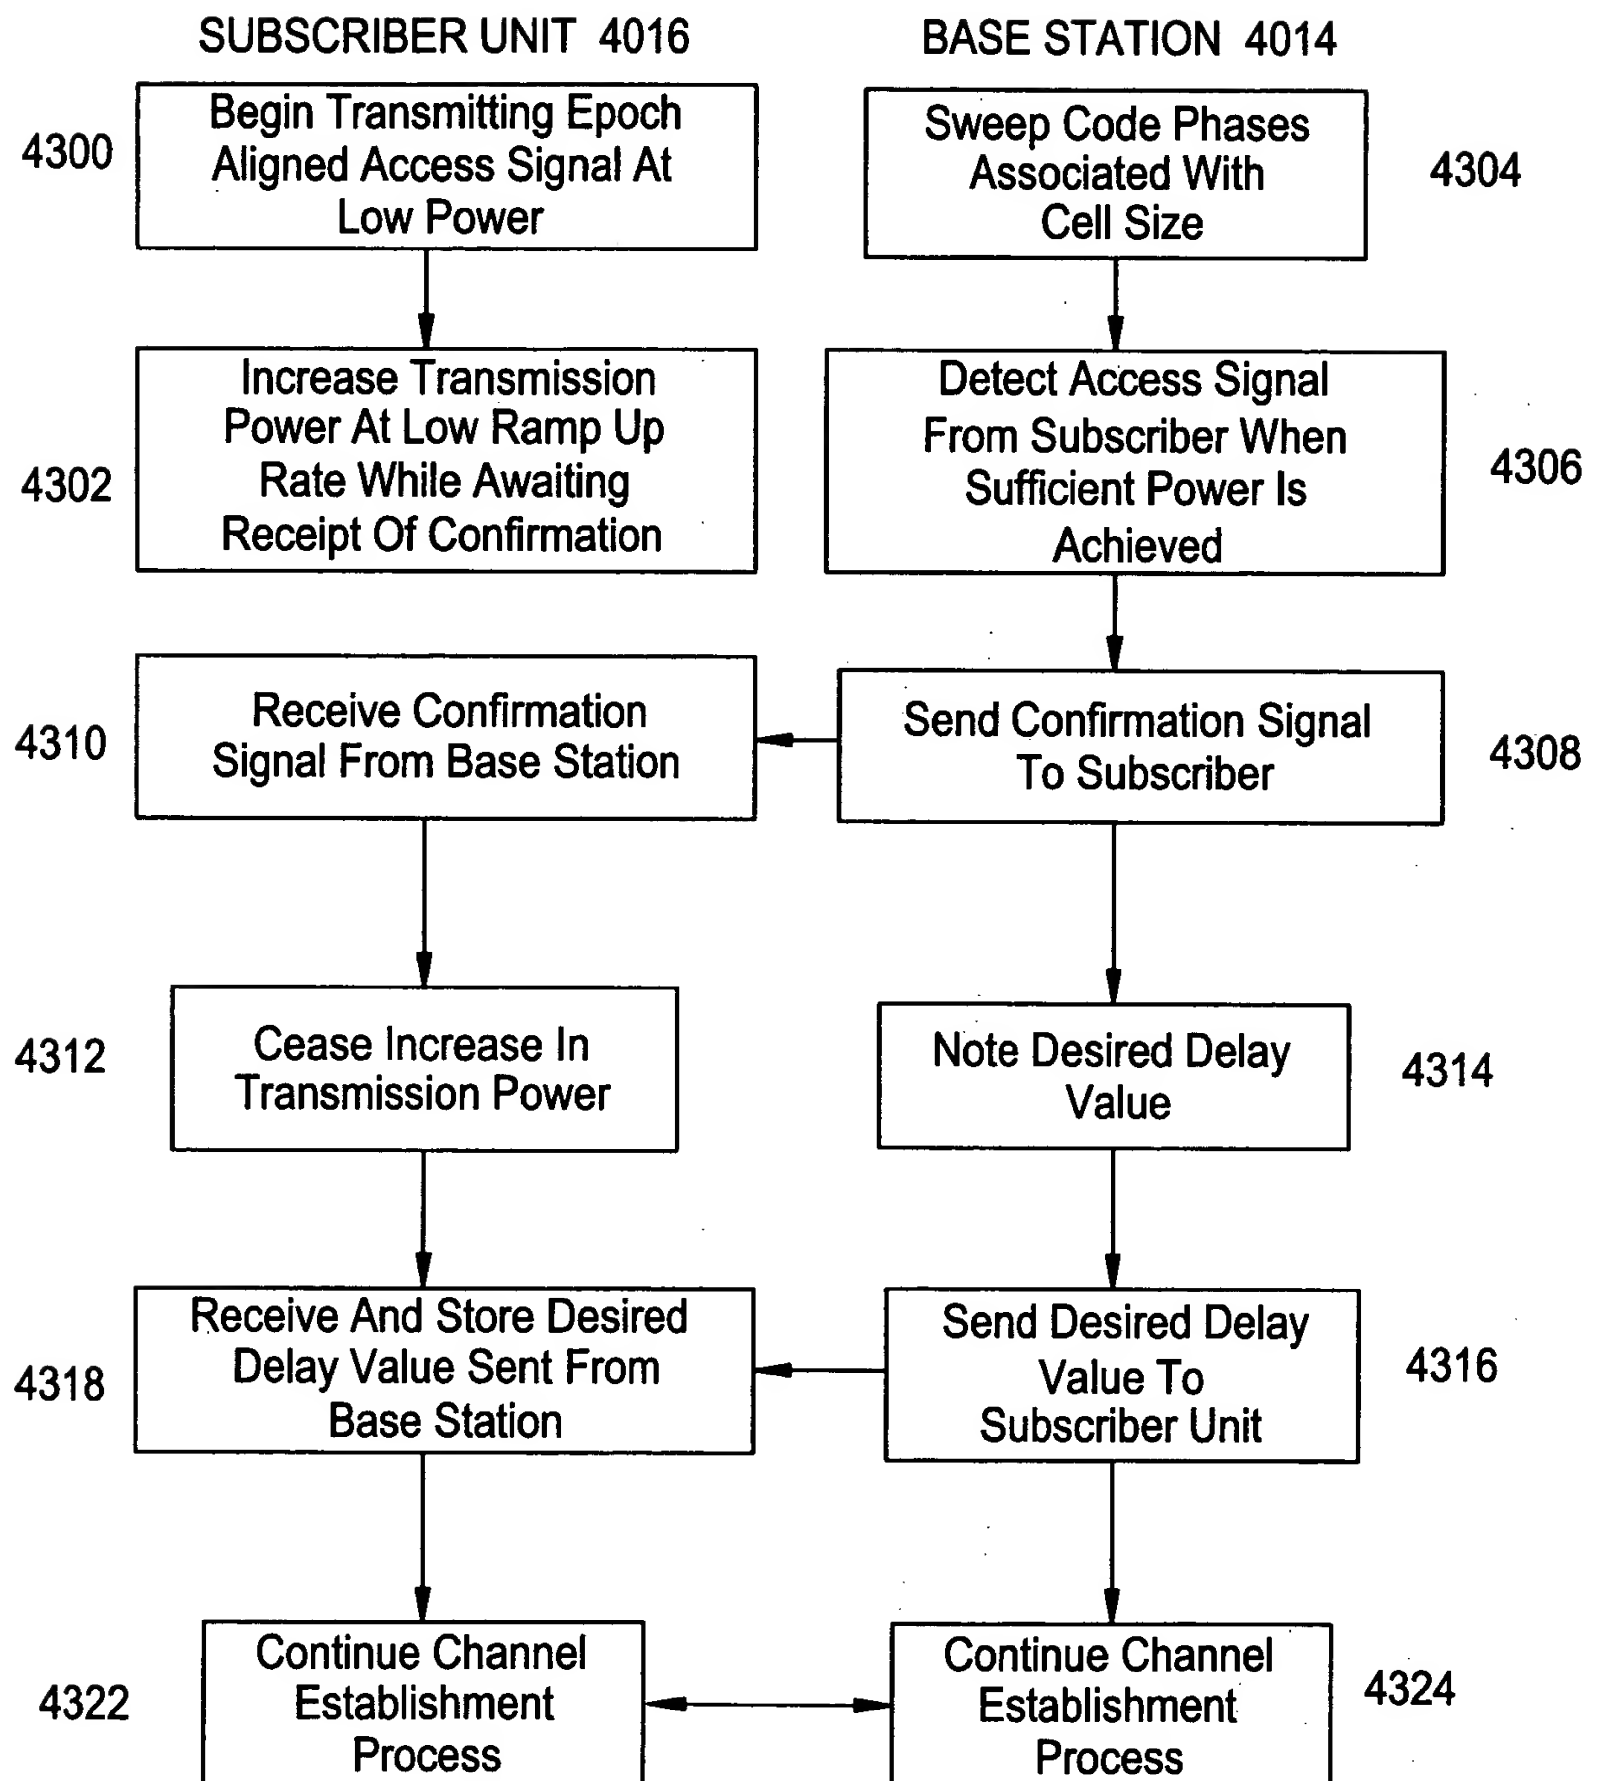 SUBSCRIBER UNIT 4016
BASE STATION 4014
4300
Begin Transmitting Epoch
Aligned Access Signal At
Low Power
Sweep Code Phases
Associated With
Cell Size
4304
4302
Increase Transmission
Power At Low Ramp Up
Rate While Awaiting
Receipt Of Confirmation
Detect Access Signal
From Subscriber When
Sufficient Power Is
Achieved
4306
4310
Receive Confirmation
Signal From Base Station
Send Confirmation Signal
To Subscriber
4308
4312
Cease Increase In
Transmission Power
Note Desired Delay
Value
4314
4318
Receive And Store Desired
Delay Value Sent From
Base Station
Send Desired Delay
Value To
Subscriber Unit
4316
4322
Continue Channel
Establishment
Process
Continue Channel
Establishment
Process
4324